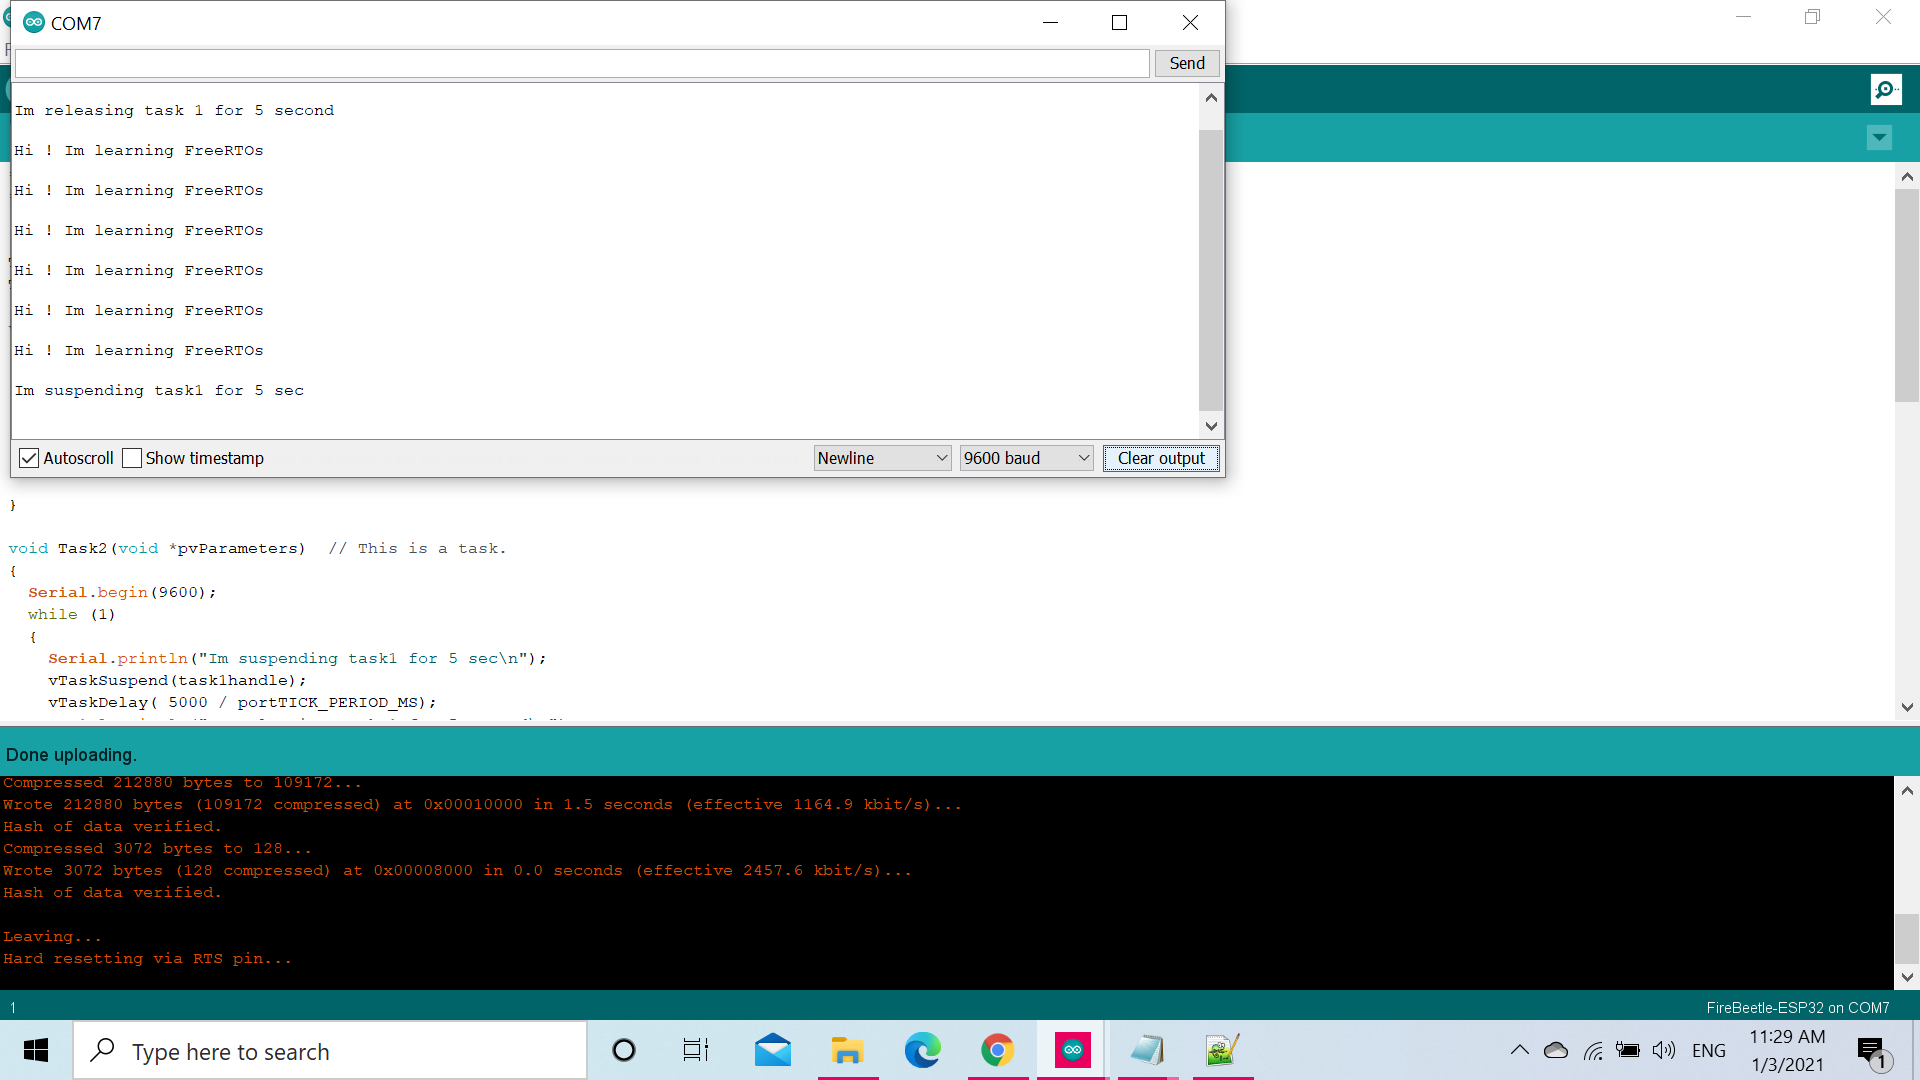 COM7
Send
Im releasing task 1 for 5 second
Hi ! Im learning FreeRTOs
Hi ! Im learning FreeRTOs
Hi ! Im learning FreeRTOs
Hi ! Im learning FreeRTOs
Hi ! Im learning FreeRTOs
Hi ! Im learning FreeRTOs
Im suspending task1 for 5 sec
Autoscroll Show timestamp Newline 9600 baud Clear output
}
void Task2(void *pvParameters)  // This is a task.
{
Serial.begin(9600);
while (1)
{
Serial.println("Im suspending task1 for 5 sec\n");
vTaskSuspend(task1handle);
vTaskDelay( 5000 / portTICK_PERIOD_MS);
Done uploading.
Compressed 212880 bytes to 109172...
Wrote 212880 bytes (109172 compressed) at 0x00010000 in 1.5 seconds (effective 1164.9 kbit/s)...
Hash of data verified.
Compressed 3072 bytes to 128...
Wrote 3072 bytes (128 compressed) at 0x00008000 in 0.0 seconds (effective 2457.6 kbit/s)...
Hash of data verified.
Leaving...
Hard resetting via RTS pin...
1 FireBeetle-ESP32 on COM7
Type here to search
ENG
11:29 AM
1/3/2021
1